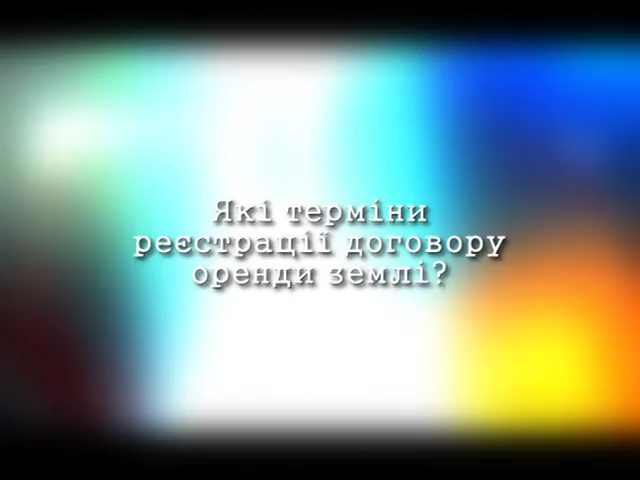 Які терміни
реєстрації договору
оренди землі?